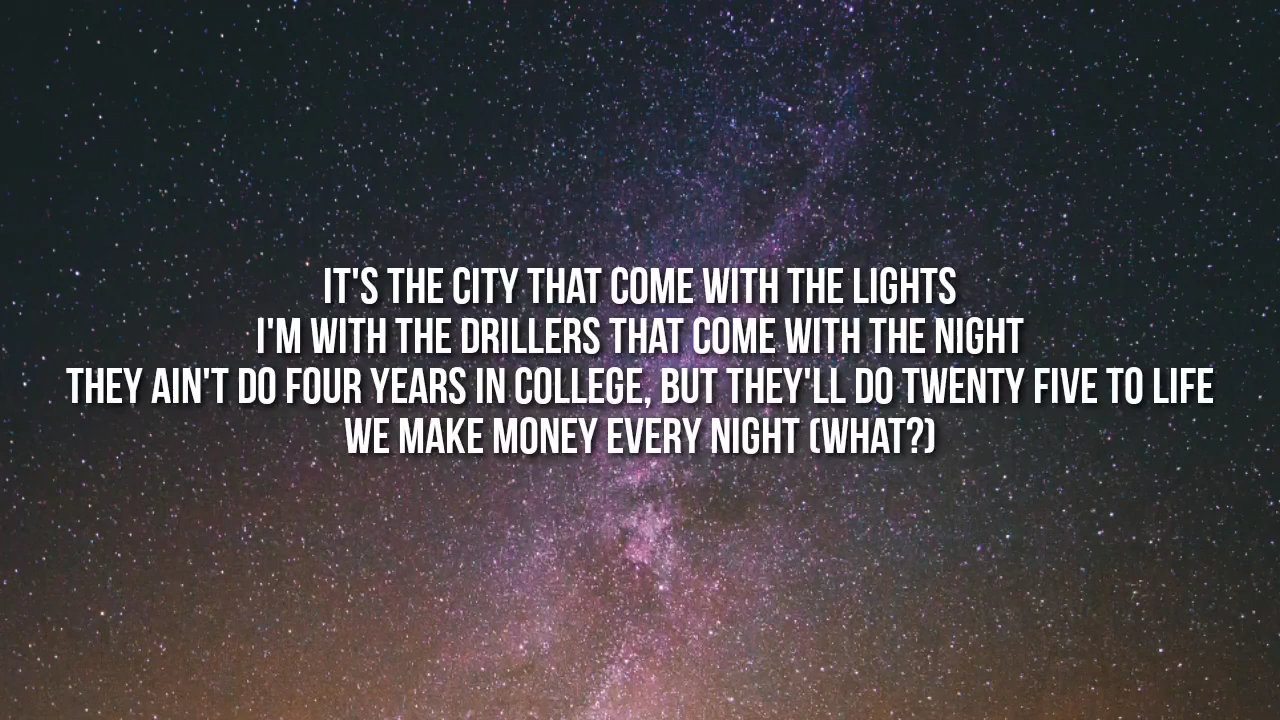 IT'S THE CITY THAT COME WITH THE LIGHTS
I'M WITH THE DRILLERS THAT COME WITH THE NIGHT
THEY AIN'T DO FOUR YEARS IN COLLEGE, BUT THEY'LL DO TWENTY FIVE TO LIFE
WE MAKE MONEY EVERY NIGHT (WHAT?)